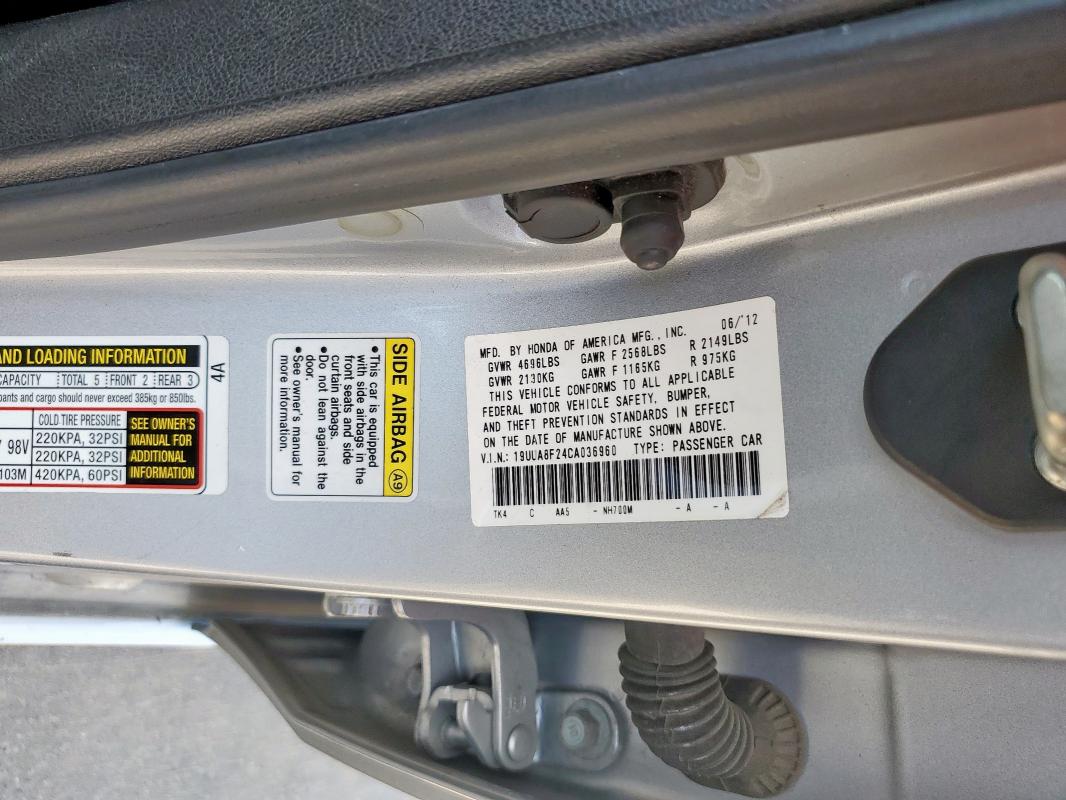 AND LOADING INFORMATION
CAPACITY TOTAL 5 FRONT 2 REAR 3
pants and cargo should never exceed 385kg or 850lbs.
COLD TIRE PRESSURE
98V 220KPA, 32PSI
220KPA, 32PSI
103M 420KPA, 60PSI
SEE OWNER'S
MANUAL FOR
ADDITIONAL
INFORMATION
4A
SIDE AIRBAG A9
• This car is equipped
with side airbags in the
front seats and side
curtain airbags.
• Do not lean against the
door.
• See owner's manual for
more information.
MFD. BY HONDA OF AMERICA MFG., INC. 06/'12
GVWR 4696LBS GAWR F 2568LBS R 2149LBS
GVWR 2130KG GAWR F 1165KG R 975KG
THIS VEHICLE CONFORMS TO ALL APPLICABLE
FEDERAL MOTOR VEHICLE SAFETY, BUMPER,
AND THEFT PREVENTION STANDARDS IN EFFECT
ON THE DATE OF MANUFACTURE SHOWN ABOVE.
V.I.N.: 19UUA8F24CA036960 TYPE: PASSENGER CAR
TK4 C AA5 - NH700M - A - A